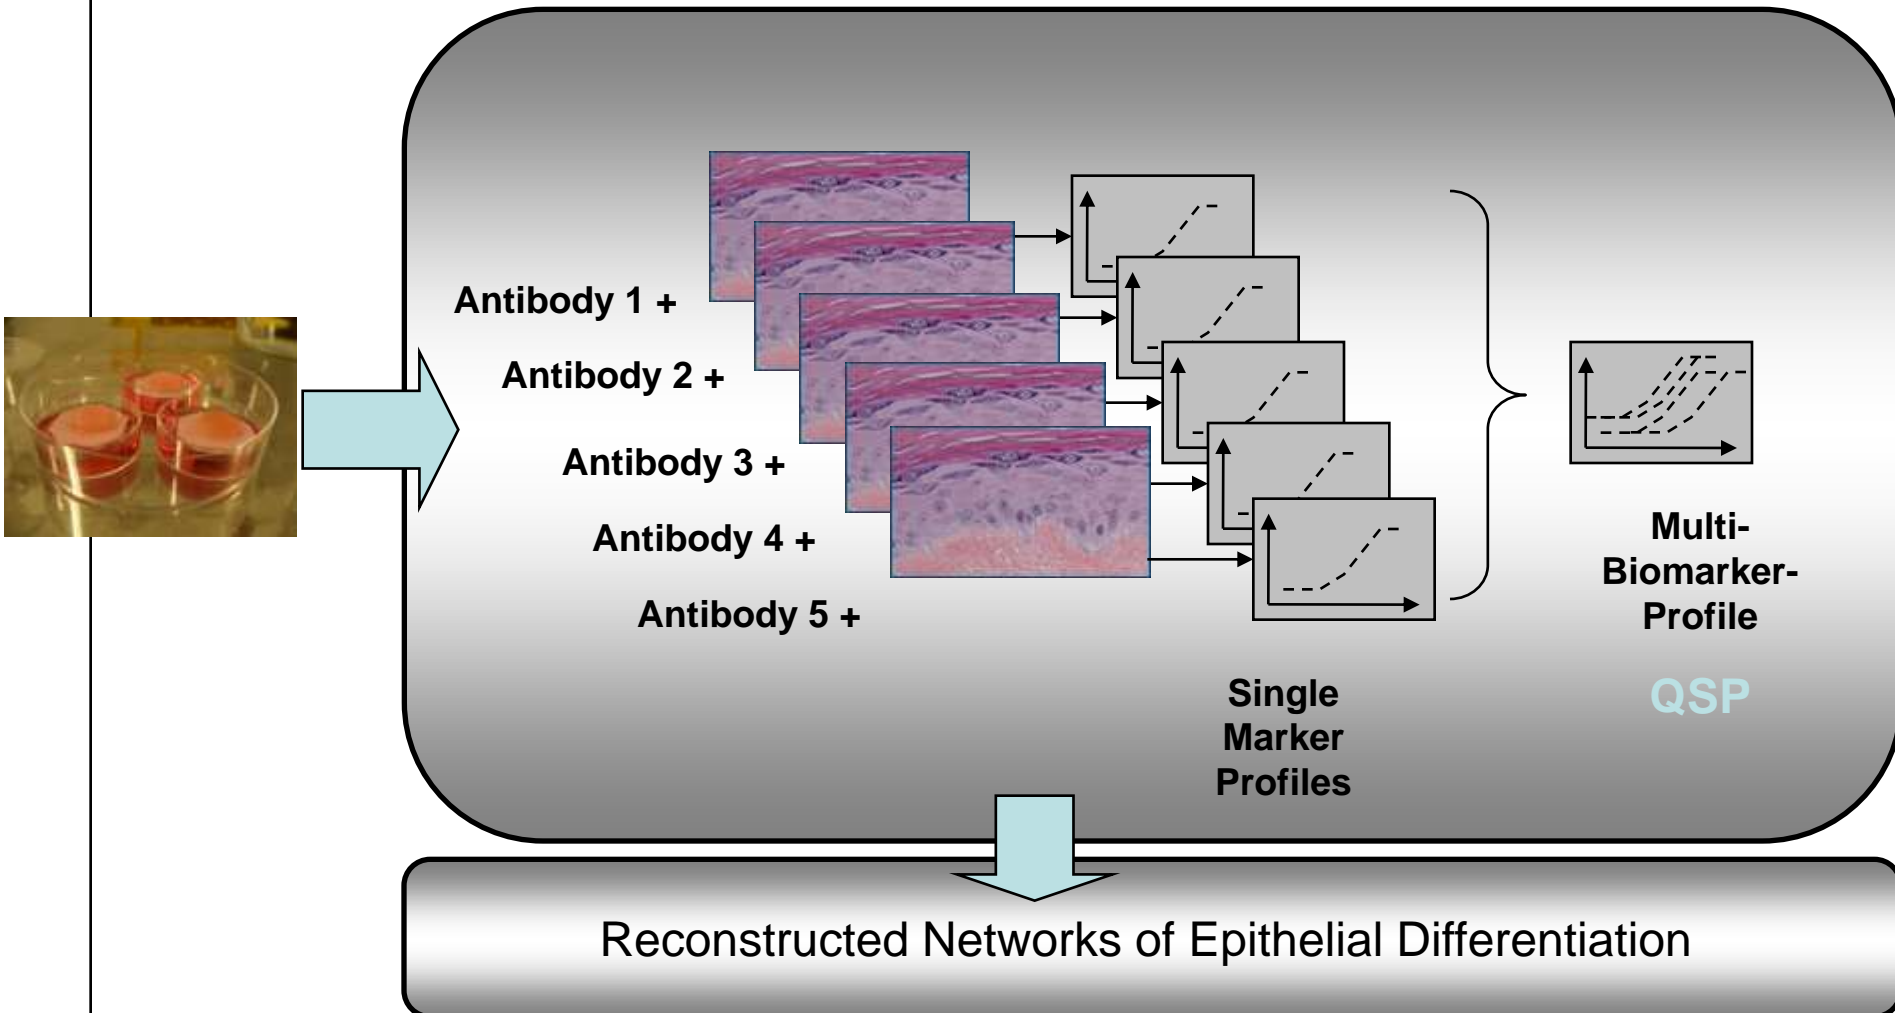 Antibody 1 +
Antibody 2 +
Antibody 3 +
Antibody 4 +
Antibody 5 +
Single
Marker
Profiles
Multi-
Biomarker-
Profile
QSP
Reconstructed Networks of Epithelial Differentiation